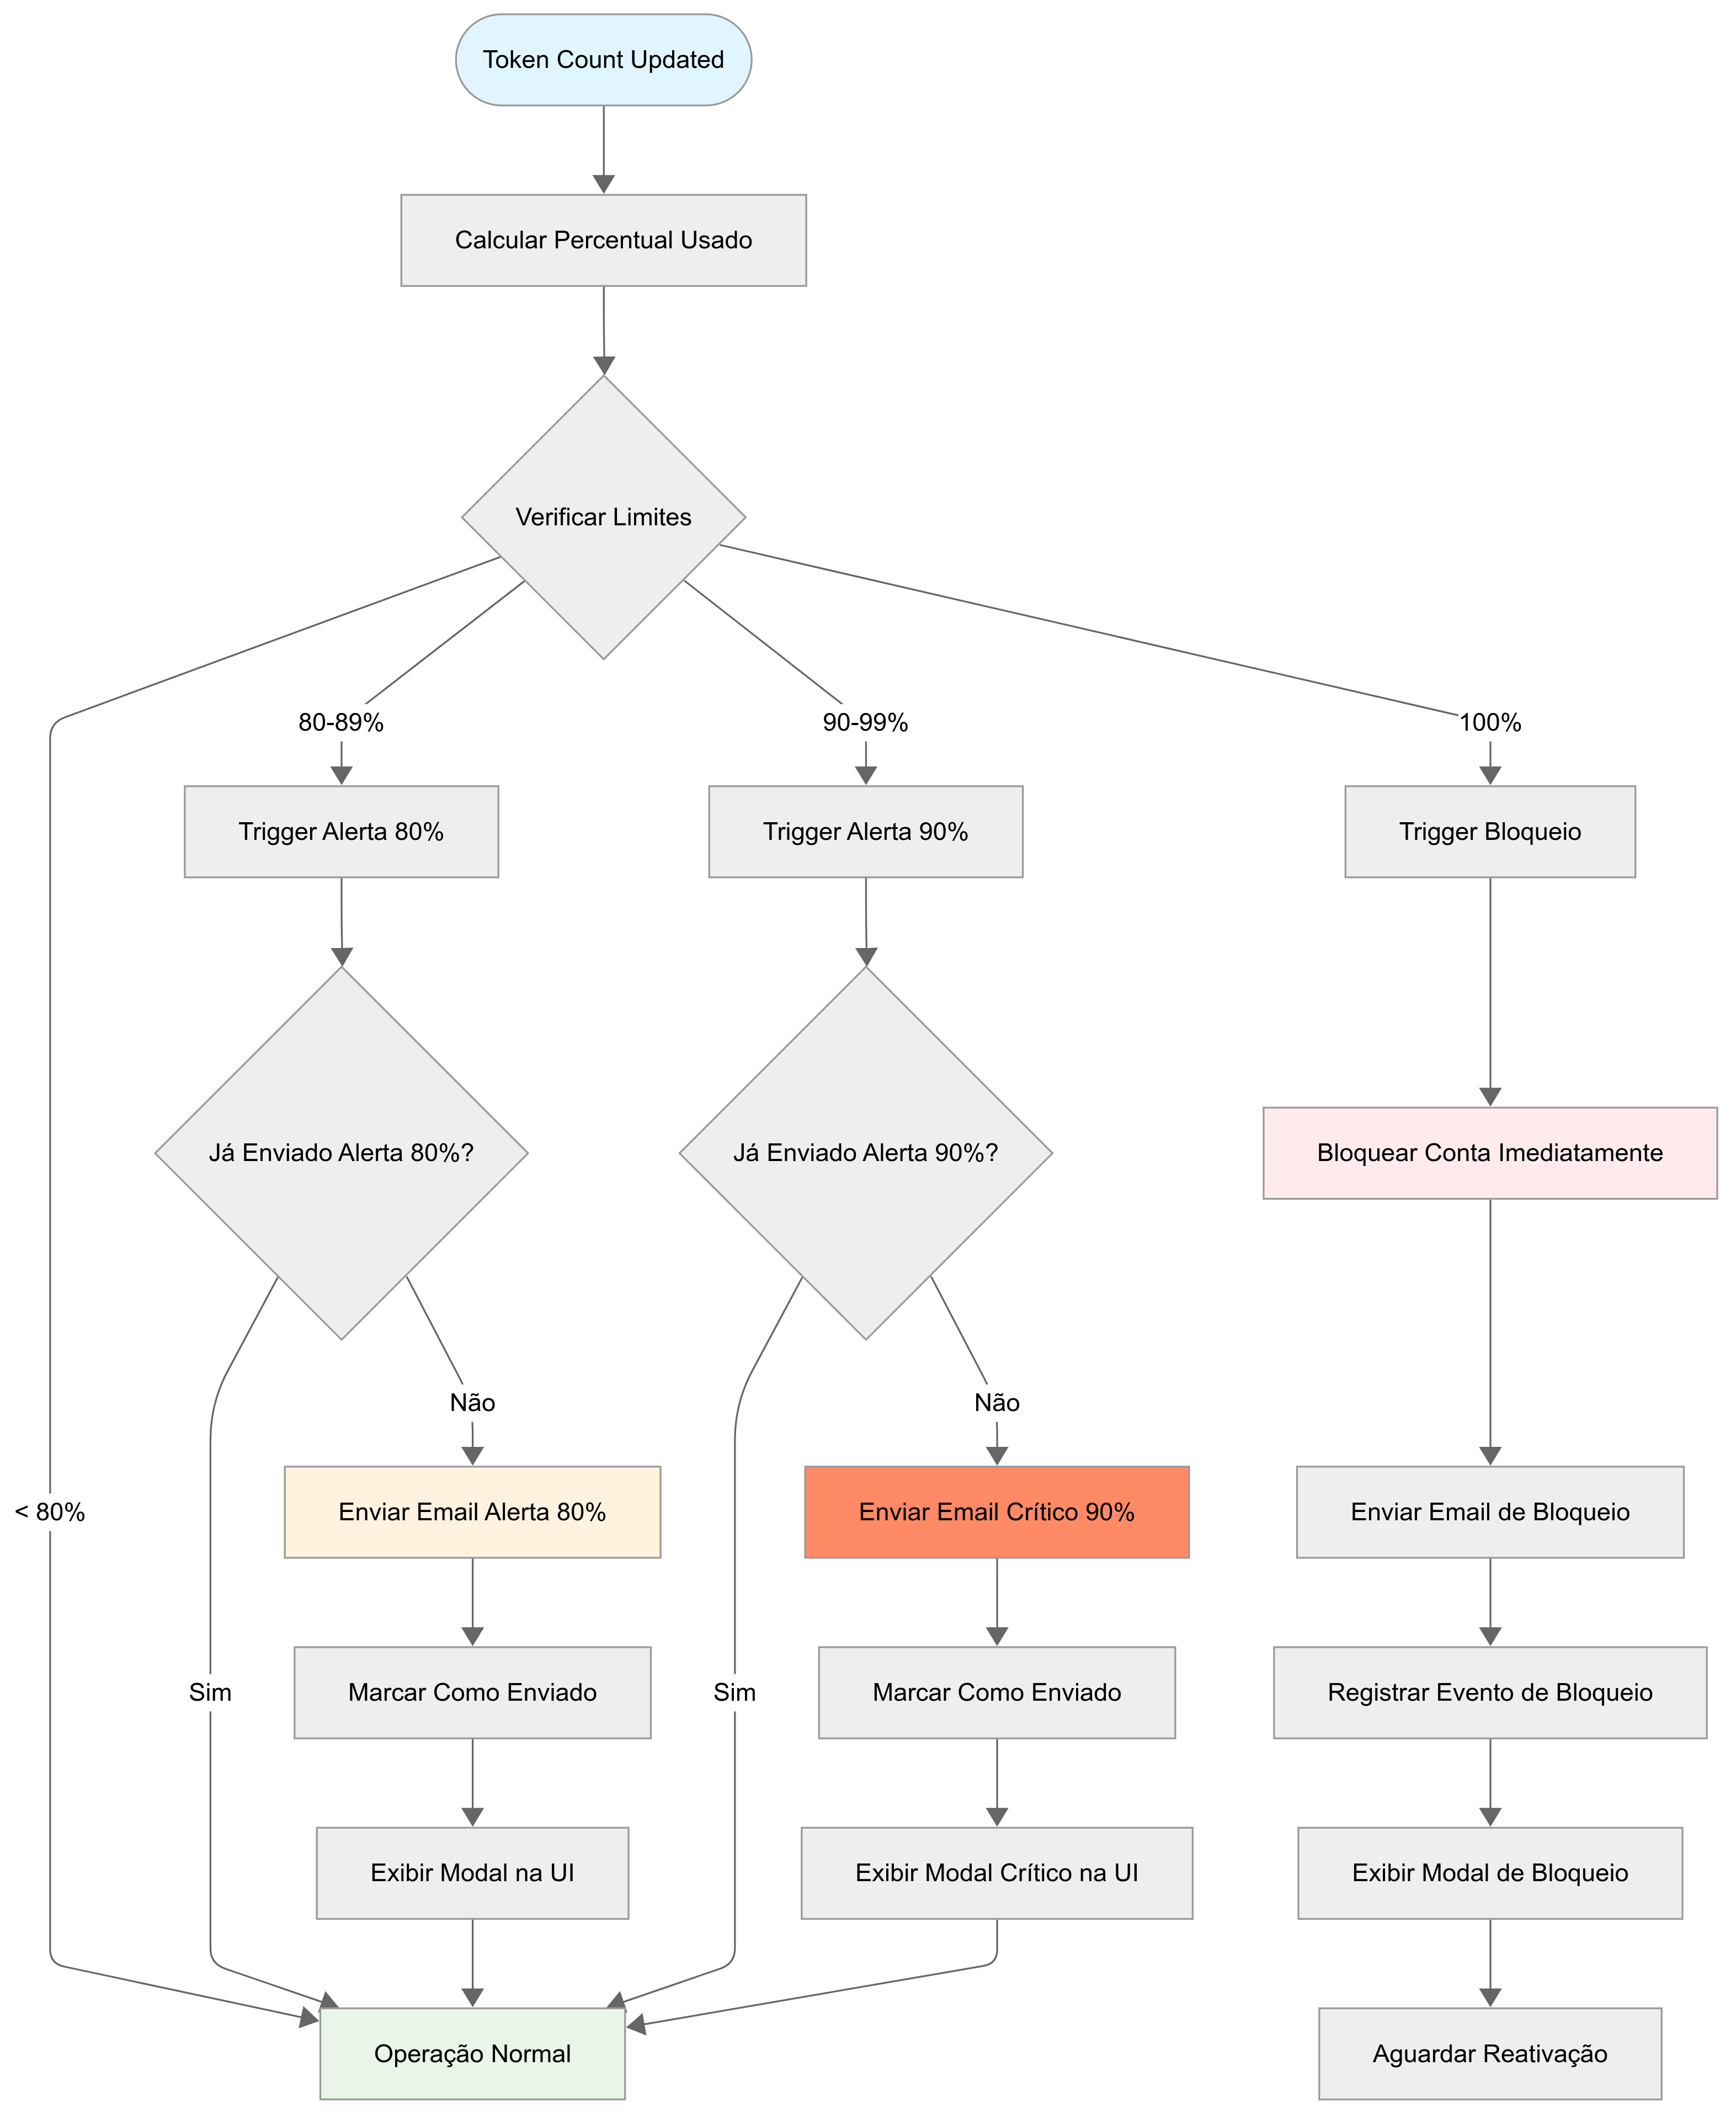 Token Count Updated
Calcular Percentual Usado
Verificar Limites
80-89%
90-99%
100%
Trigger Alerta 80%
Trigger Alerta 90%
Trigger Bloqueio
Já Enviado Alerta 80%?
Já Enviado Alerta 90%?
Bloquear Conta Imediatamente
Não
Não
< 80%
Enviar Email Alerta 80%
Enviar Email Crítico 90%
Enviar Email de Bloqueio
Sim
Marcar Como Enviado
Sim
Marcar Como Enviado
Registrar Evento de Bloqueio
Exibir Modal na UI
Exibir Modal Crítico na UI
Exibir Modal de Bloqueio
Operação Normal
Aguardar Reativação